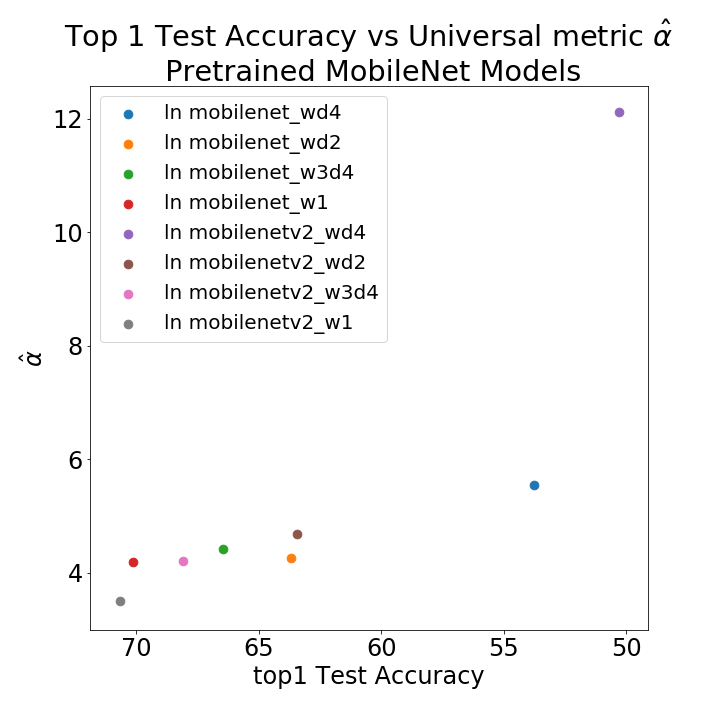 Top 1 Test Accuracy vs Universal metric α̂
Pretrained MobileNet Models
ln mobilenet_wd4
ln mobilenet_wd2
ln mobilenet_w3d4
ln mobilenet_w1
ln mobilenetv2_wd4
ln mobilenetv2_wd2
ln mobilenetv2_w3d4
ln mobilenetv2_w1
12
10
8
6
4
α̂
70 65 60 55 50
top1 Test Accuracy